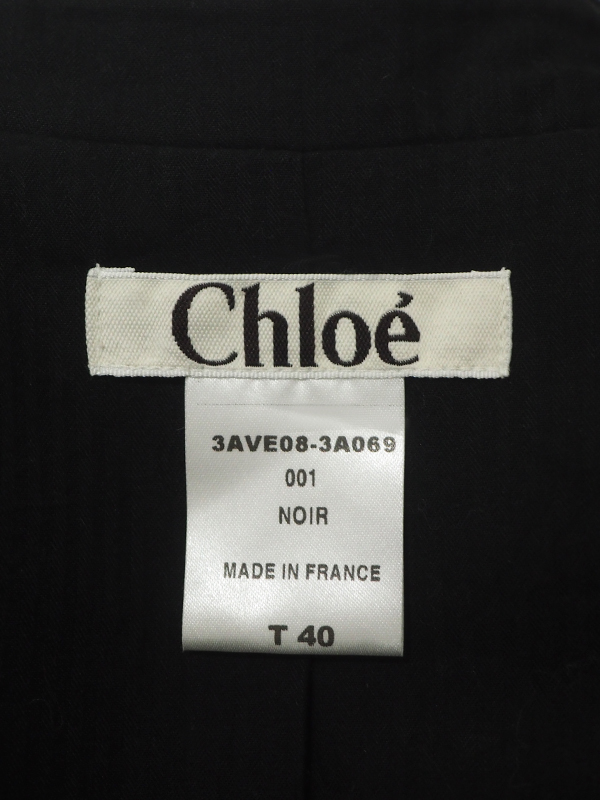 Chloé
3AVE08-3A069
001
NOIR
MADE IN FRANCE
T 40